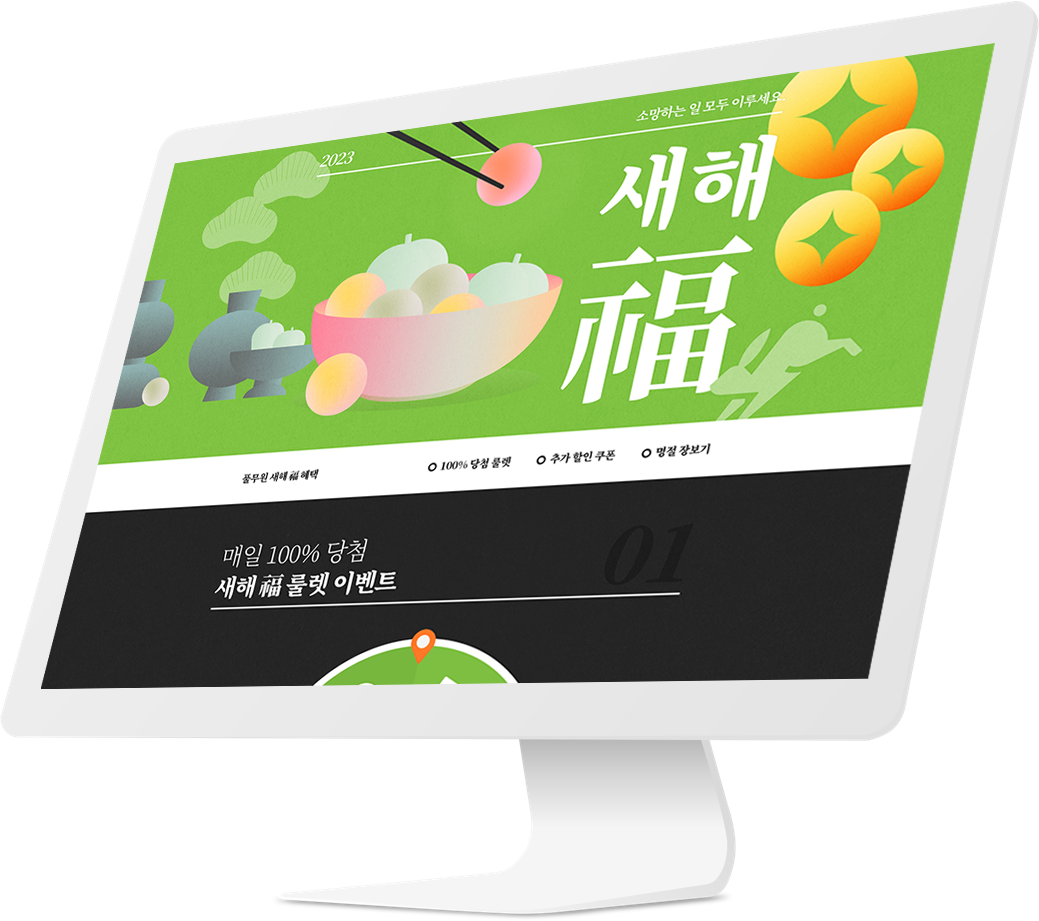 2023
소망하는 일 모두 이루세요.
새해
福
풀무원 새해 福 혜택
100% 당첨 룰렛
추가 할인 쿠폰
명절 장보기
01
매일 100% 당첨
새해 福 룰렛 이벤트